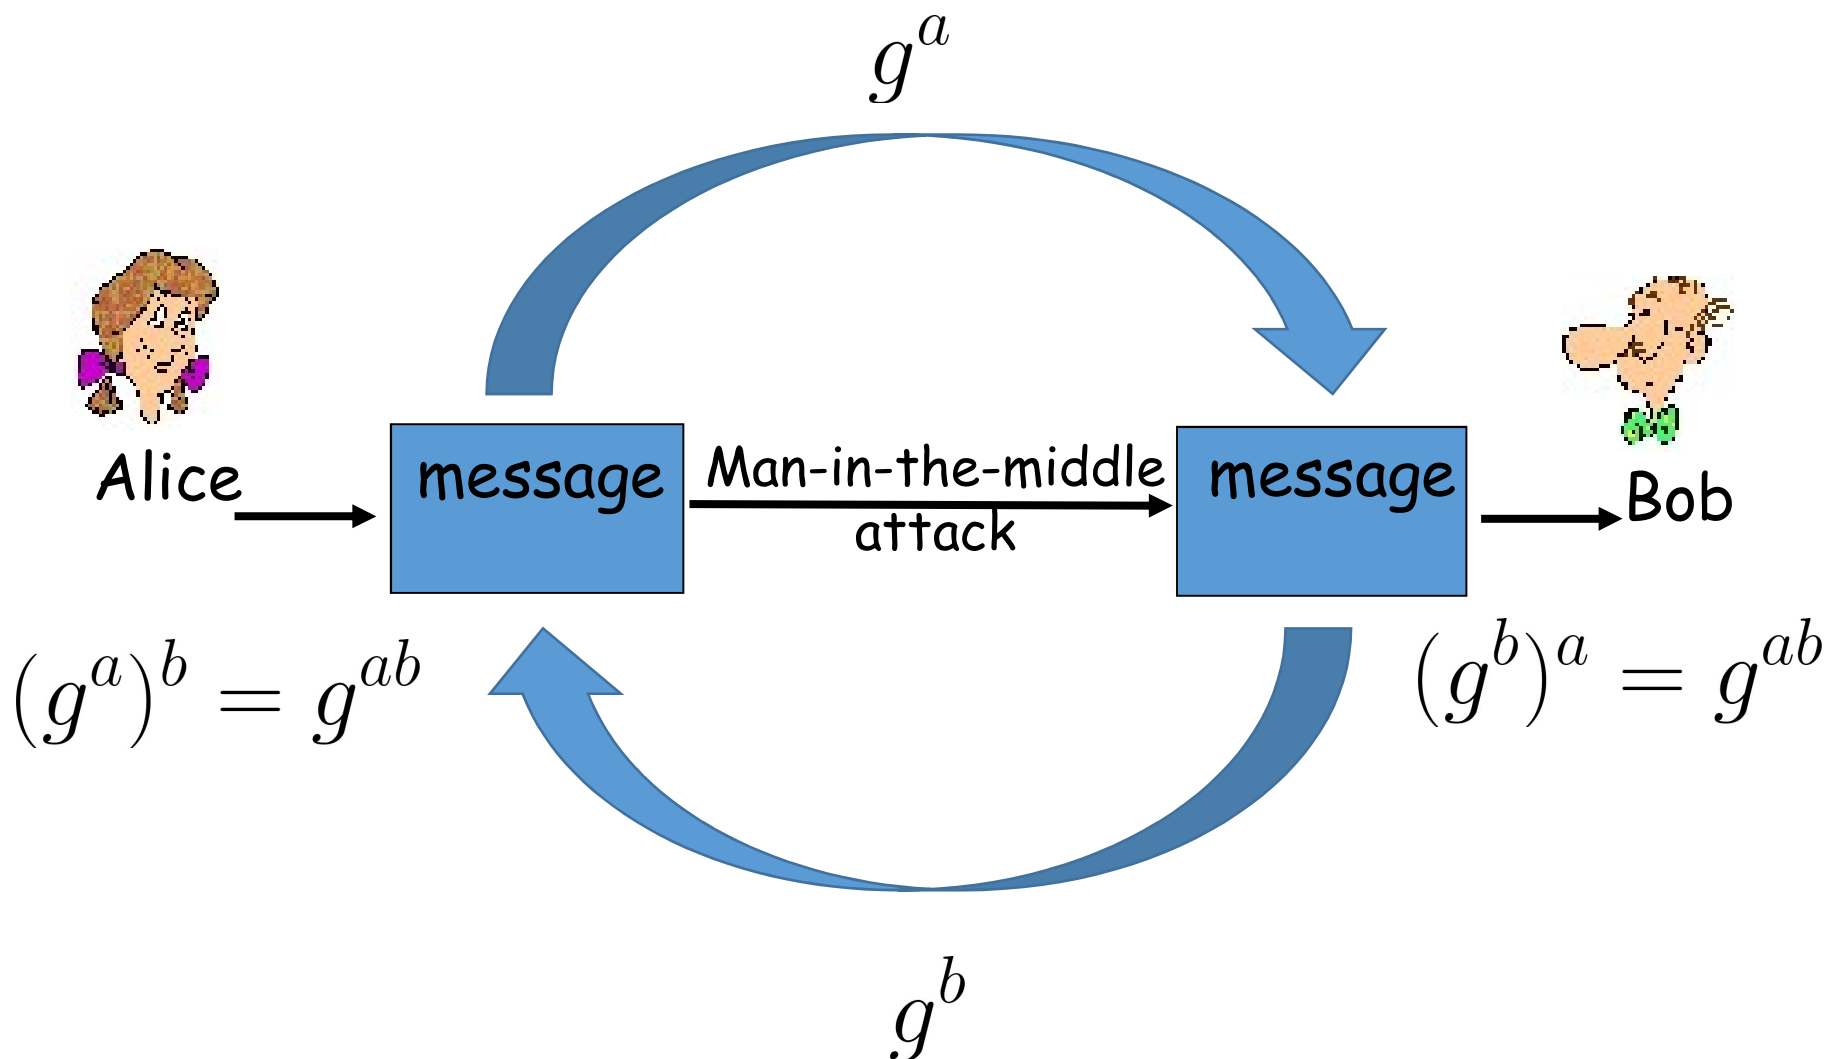 g^a
Alice
message
Man-in-the-middle
attack
message
Bob
(g^a)^b = g^{ab}
(g^b)^a = g^{ab}
g^b